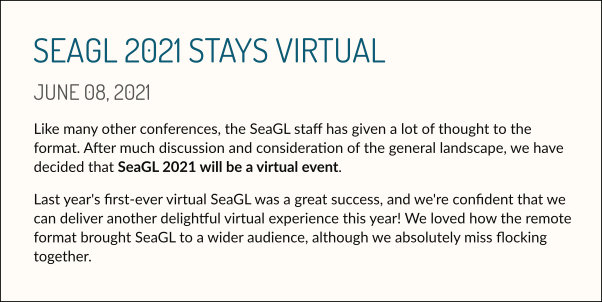 SEAGL 2021 STAYS VIRTUAL
JUNE 08, 2021
Like many other conferences, the SeaGL staff has given a lot of thought to the
format. After much discussion and consideration of the general landscape, we have
decided that SeaGL 2021 will be a virtual event.
Last year's first-ever virtual SeaGL was a great success, and we're confident that we
can deliver another delightful virtual experience this year! We loved how the remote
format brought SeaGL to a wider audience, although we absolutely miss flocking
together.